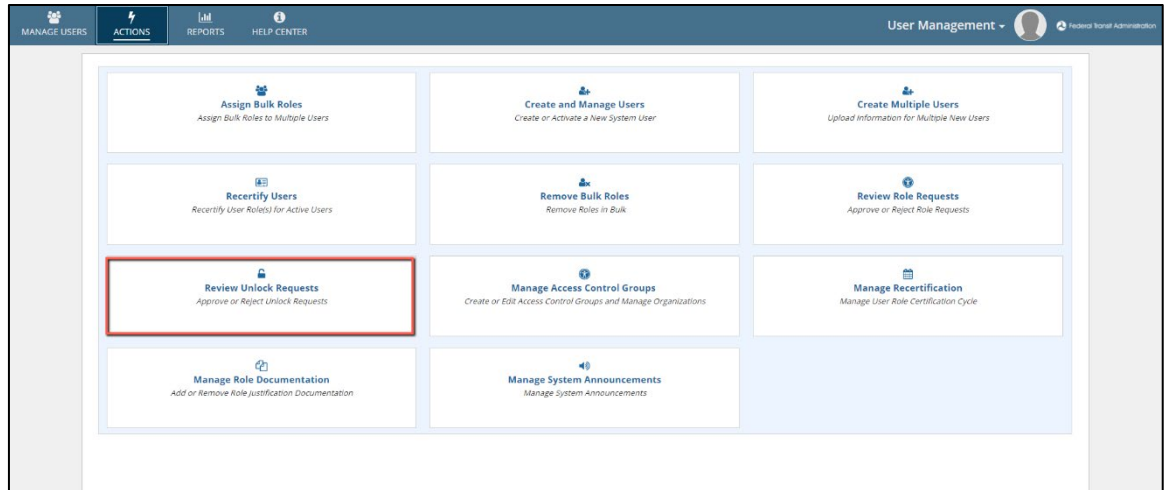 MANAGE USERS
ACTIONS
REPORTS
HELP CENTER
User Management
Federal Transit Administration
Assign Bulk Roles
Assign Bulk Roles to Multiple Users
Create and Manage Users
Create or Activate a New System User
Create Multiple Users
Upload Information for Multiple New Users
Recertify Users
Recertify User Role(s) for Active Users
Remove Bulk Roles
Remove Roles in Bulk
Review Role Requests
Approve or Reject Role Requests
Review Unlock Requests
Approve or Reject Unlock Requests
Manage Access Control Groups
Create or Edit Access Control Groups and Manage Organizations
Manage Recertification
Manage User Role Certification Cycle
Manage Role Documentation
Add or Remove Role Justification Documentation
Manage System Announcements
Manage System Announcements